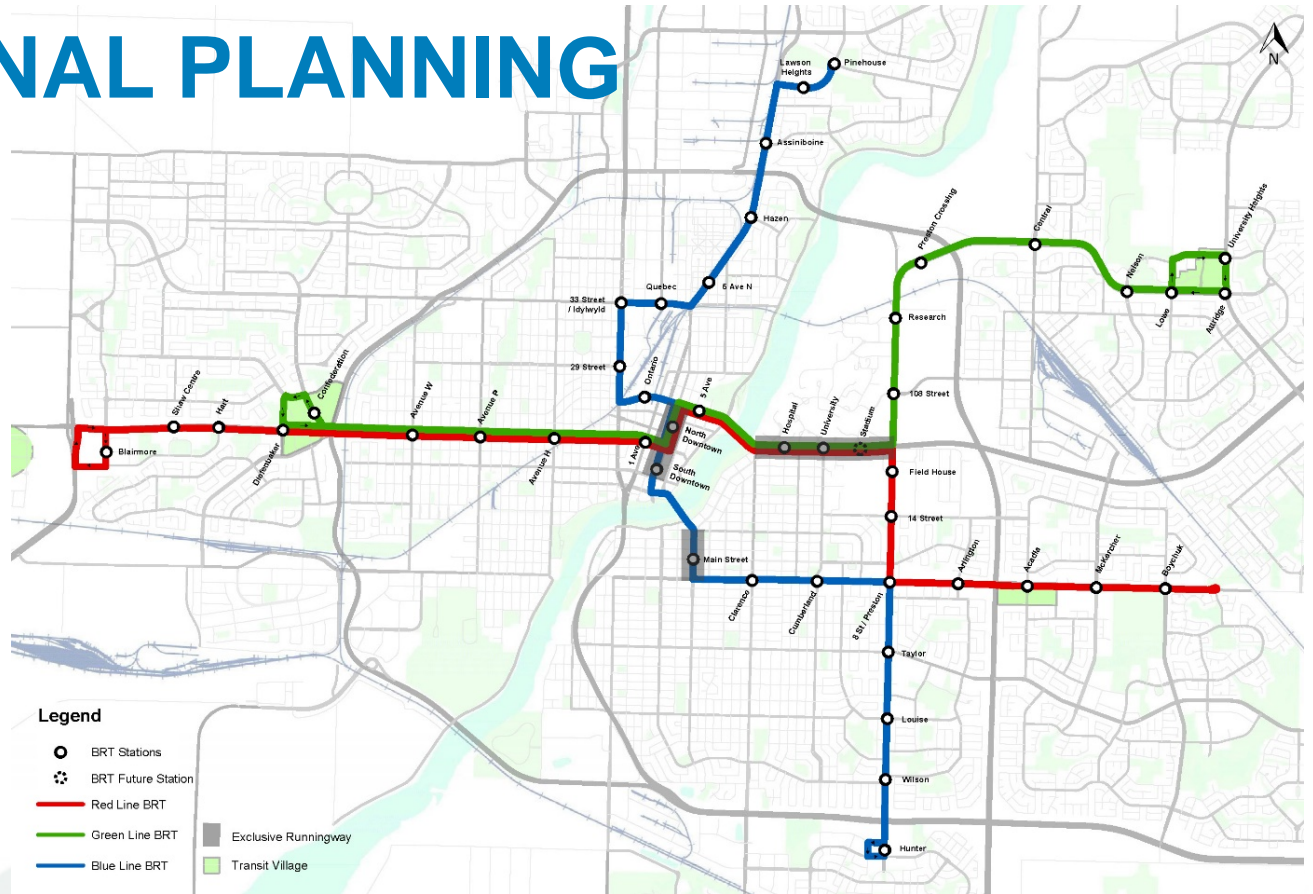 NAL PLANNING
N
Lawson
Heights
Pinehouse
Assiniboine
Hazen
6 Ave N
Quebec
33 Street
/ Idylwyld
29 Street
Ontario
5 Ave
North
Downtown
1 Ave
South
Downtown
Main Street
Clarence
Cumberland
8 St / Preston
Taylor
Louise
Wilson
Hunter
Preston Crossing
Central
Nelson
Lowe
Attridge
University Heights
Research
108 Street
Hospital
University
Stadium
Field House
14 Street
Arlington
Acadia
McKercher
Boychuk
Shaw Centre
Hart
Blairmore
Diefenbaker
Confederation
Avenue W
Avenue P
Avenue H
Legend
BRT Stations
BRT Future Station
Red Line BRT
Green Line BRT
Blue Line BRT
Exclusive Runningway
Transit Village